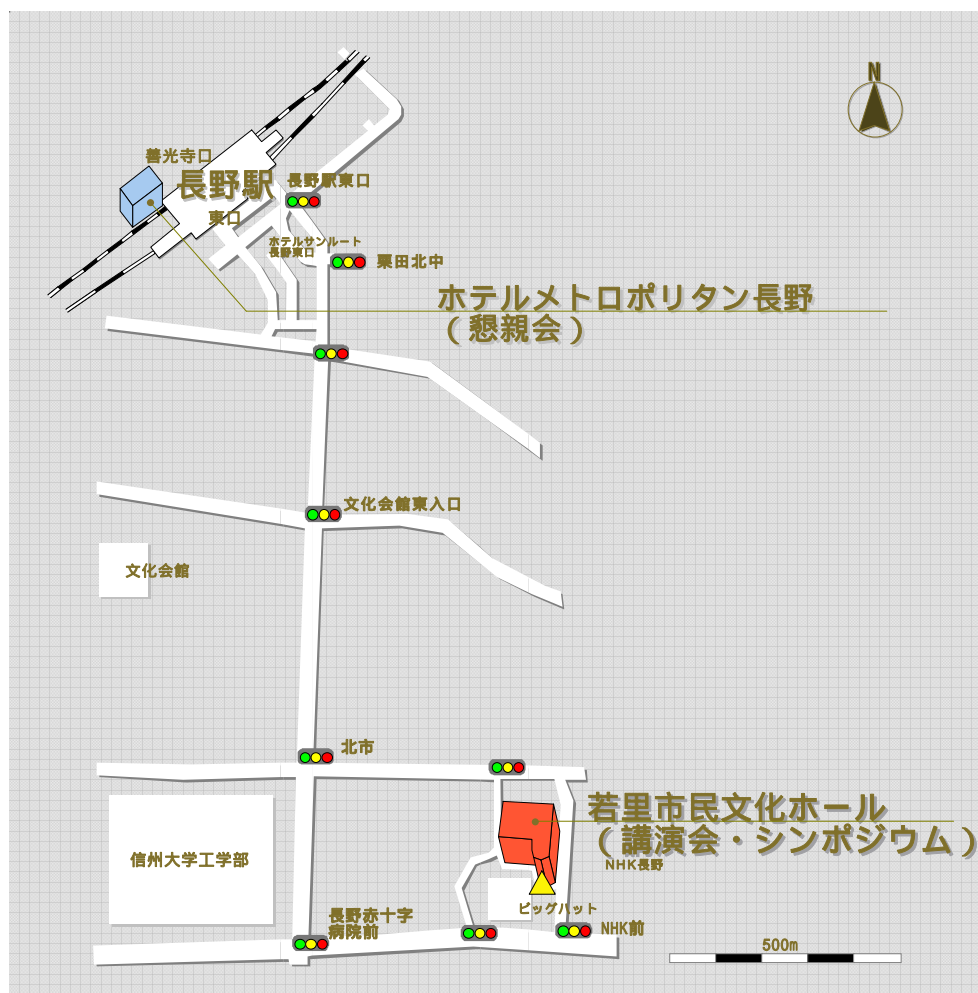 N
善光寺口
長野駅
長野駅東口
東口
ホテルサンルート
長野東口
栗田北中
ホテルメトロポリタン長野
（懇親会）
文化会館東入口
文化会館
北市
若里市民文化ホール
（講演会・シンポジウム）
信州大学工学部
NHK長野
ビッグハット
長野赤十字
病院前
NHK前
500m